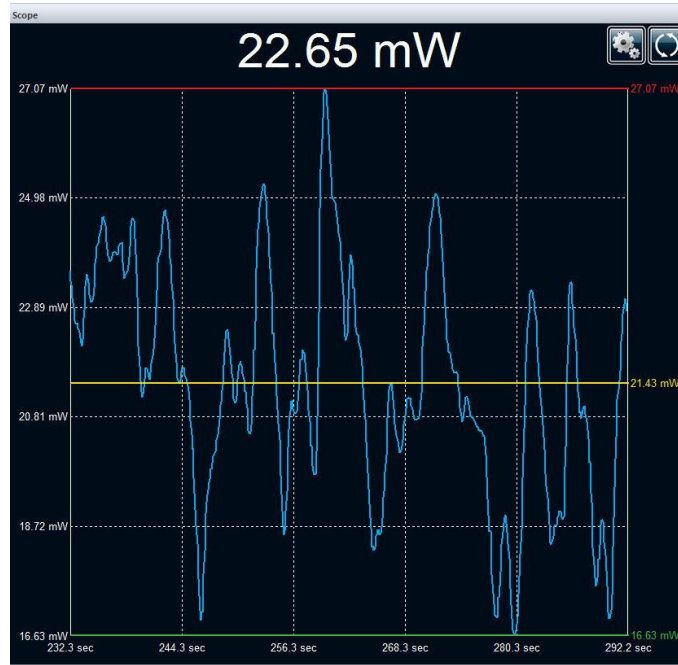 Scope
22.65 mW
27.07 mW 27.07 mW
24.98 mW
22.89 mW
21.43 mW
20.81 mW
18.72 mW
16.63 mW 16.63 mW
232.3 sec 244.3 sec 256.3 sec 268.3 sec 280.3 sec 292.2 sec